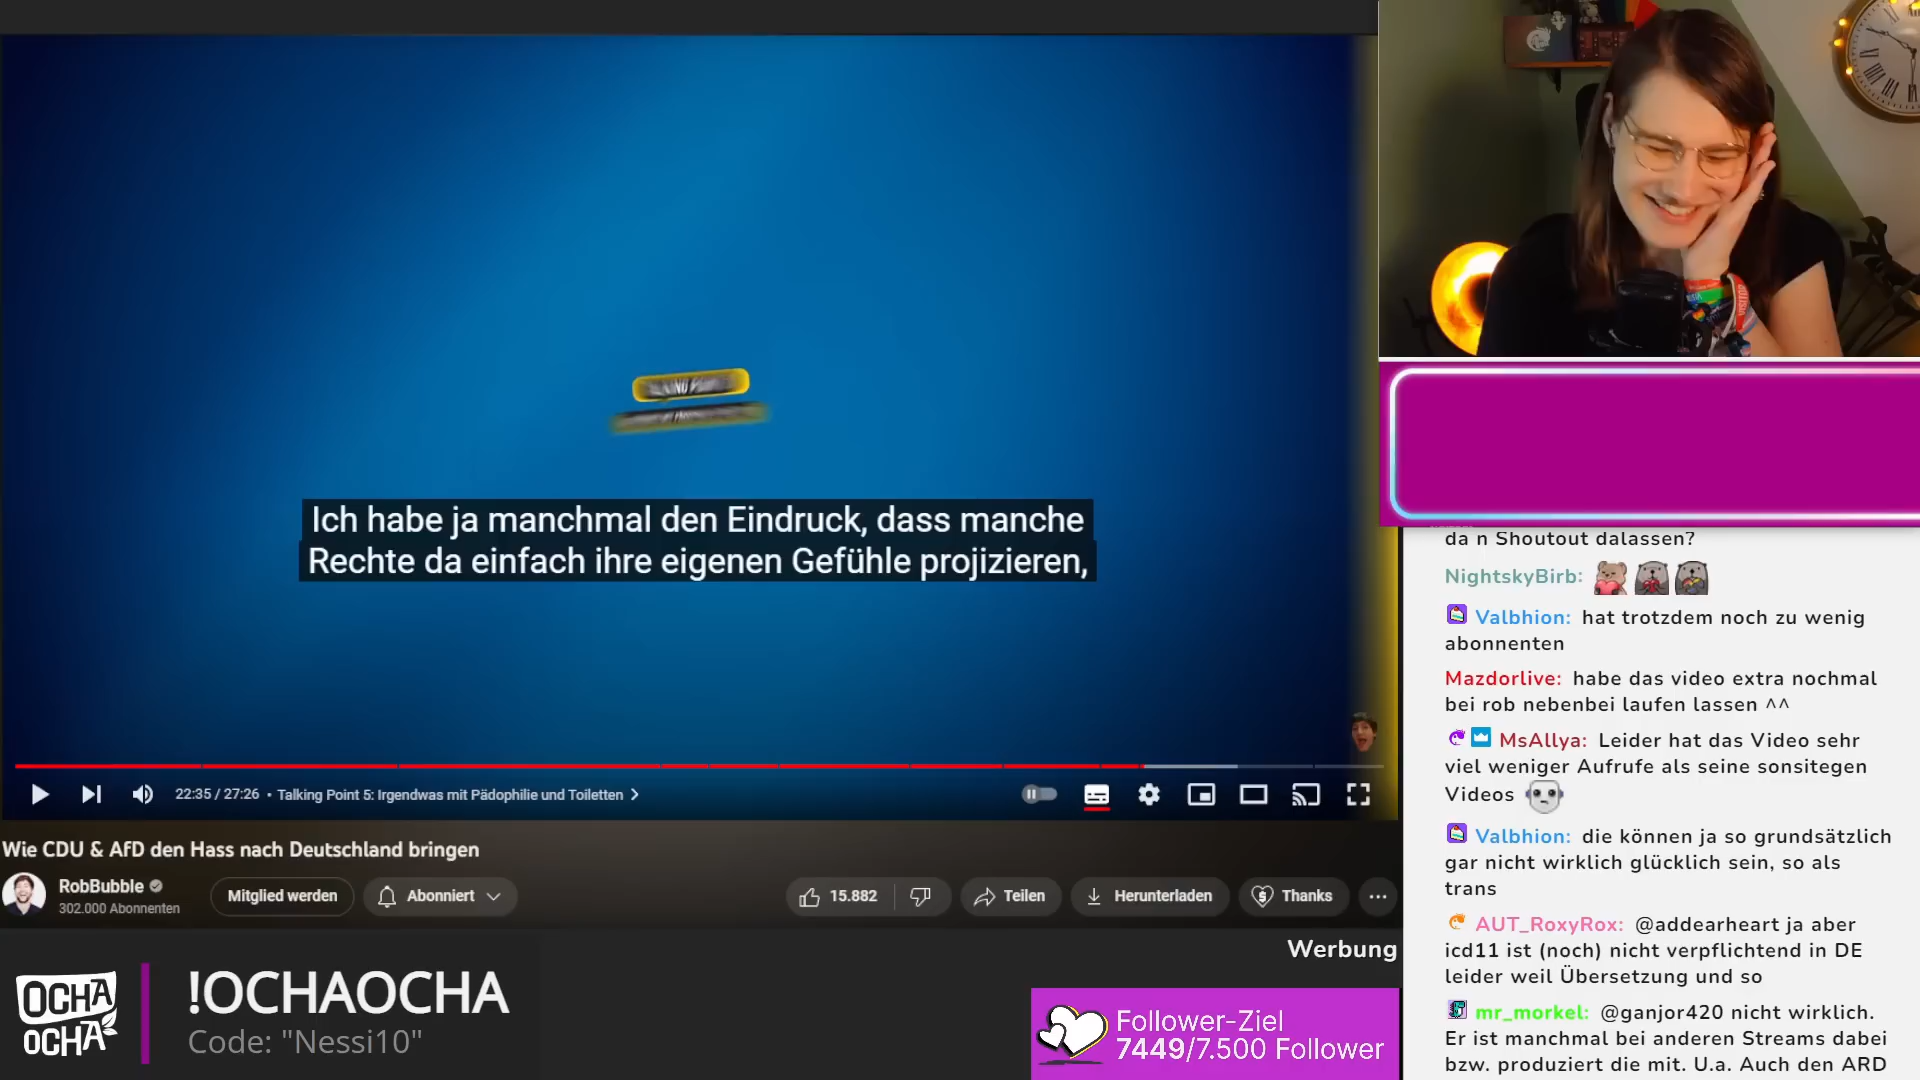 Ich habe ja manchmal den Eindruck, dass manche
Rechte da einfach ihre eigenen Gefühle projizieren,
22:35 / 27:26 • Talking Point 5: Irgendwas mit Pädophilie und Toiletten
Wie CDU & AfD den Hass nach Deutschland bringen
RobBubble
302.000 Abonnenten
Mitglied werden
Abonniert
15.882
Teilen
Herunterladen
Thanks
Werbung
OCHA
OCHA
!OCHAOCHA
Code: "Nessi10"
Follower-Ziel
7449/7.500 Follower
da n Shoutout dalassen?
NightskyBirb:
Valbhion: hat trotzdem noch zu wenig
abonnenten
Mazdorlive: habe das video extra nochmal
bei rob nebenbei laufen lassen ^^
MsAllya: Leider hat das Video sehr
viel weniger Aufrufe als seine sonsitegen
Videos
Valbhion: die können ja so grundsätzlich
gar nicht wirklich glücklich sein, so als
trans
AUT_RoxyRox: @addearheart ja aber
icd11 ist (noch) nicht verpflichtend in DE
leider weil Übersetzung und so
mr_morkel: @ganjor420 nicht wirklich.
Er ist manchmal bei anderen Streams dabei
bzw. produziert die mit. U.a. Auch den ARD